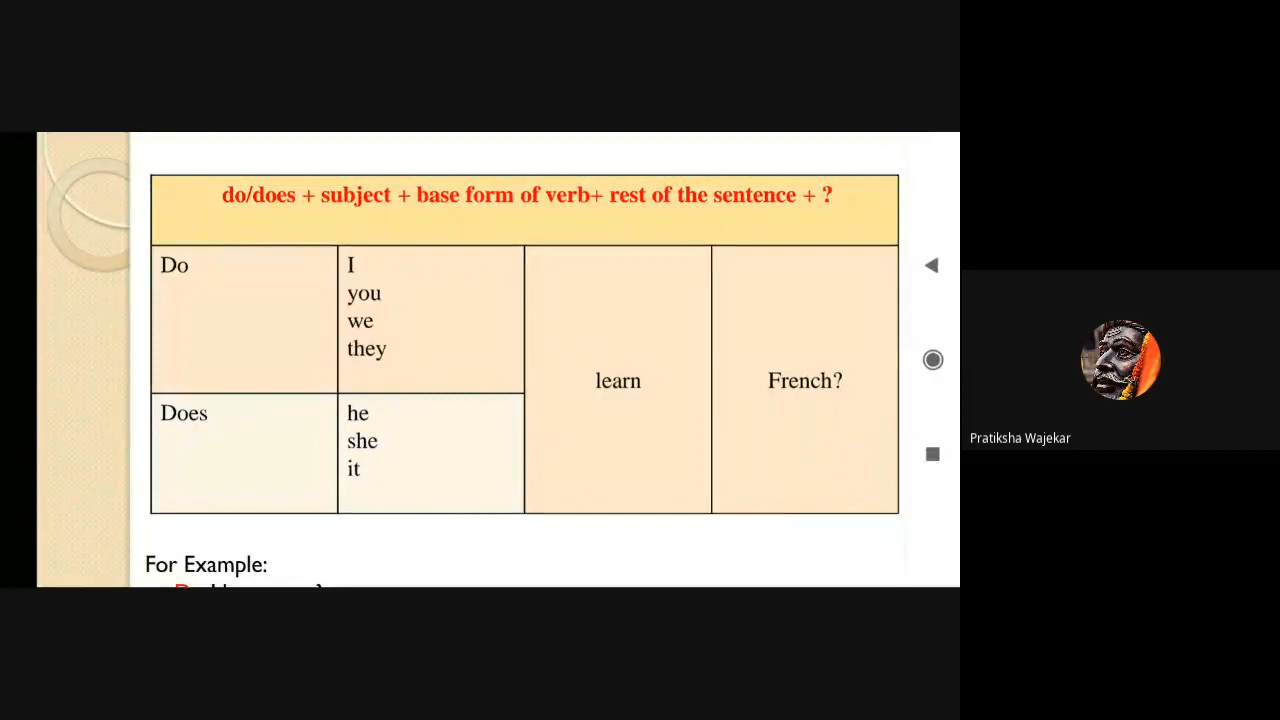 do/does + subject + base form of verb+ rest of the sentence + ?
Do
I
you
we
they
learn
French?
Does
he
she
it
For Example:
Pratiksha Wajekar